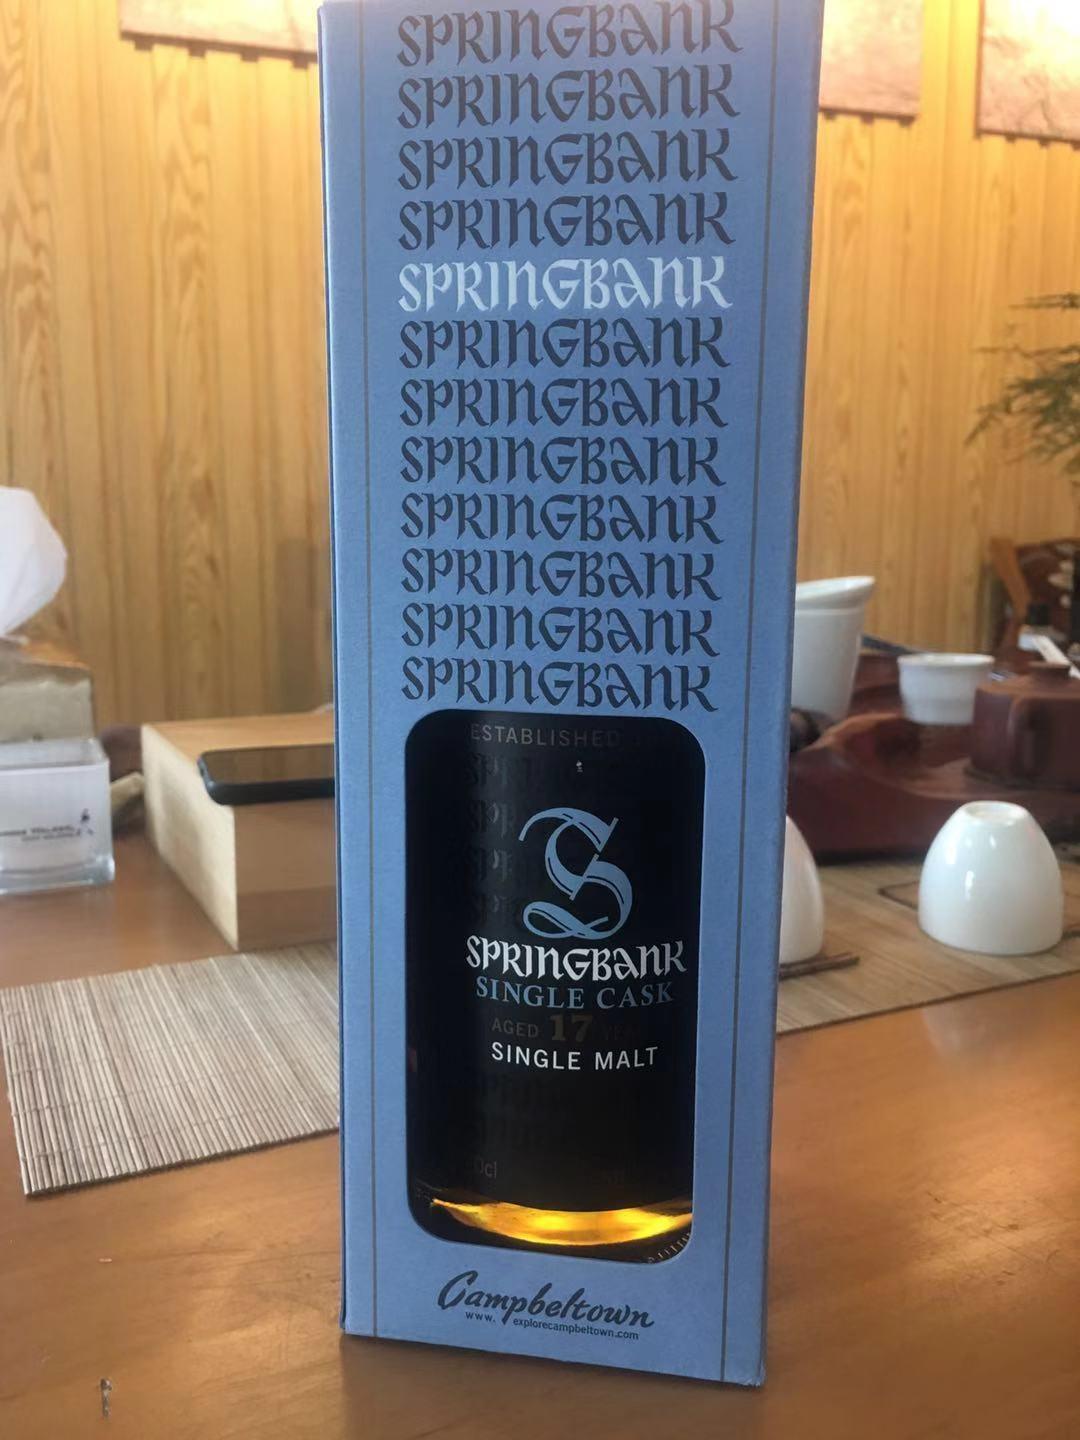 SPRINGBANK
SPRINGBANK
SPRINGBANK
SPRINGBANK
SPRINGBANK
SPRINGBANK
SPRINGBANK
SPRINGBANK
SPRINGBANK
SPRINGBANK
SPRINGBANK
SPRINGBANK
ESTABLISHED
S
SPRINGBANK
SINGLE CASK
AGED 17
SINGLE MALT
Campbeltown
www. explorecampbeltown.com